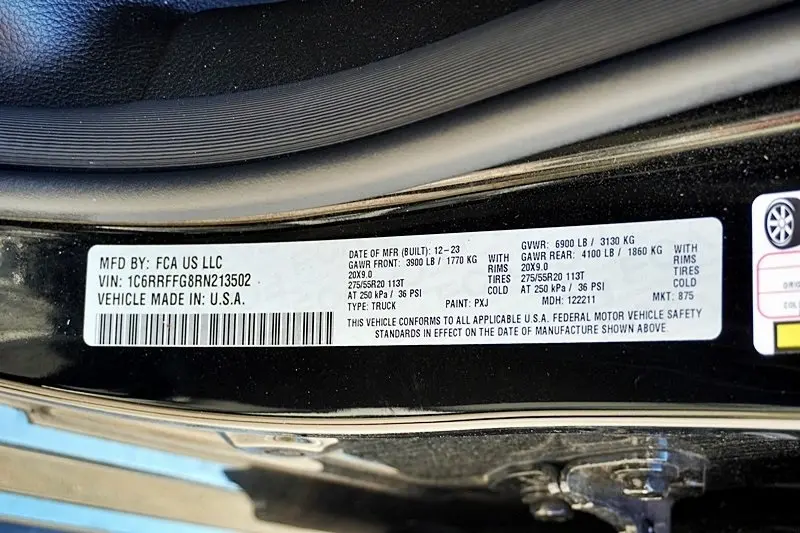 MFD BY: FCA US LLC
VIN: 1C6RRFFG8RN213502
VEHICLE MADE IN: U.S.A.
DATE OF MFR (BUILT): 12-23
GAWR FRONT: 3900 LB / 1770 KG WITH
20X9.0 RIMS
275/55R20 113T TIRES
AT 250 kPa / 36 PSI COLD
TYPE: TRUCK PAINT: PXJ
GVWR: 6900 LB / 3130 KG
GAWR REAR: 4100 LB / 1860 KG WITH
20X9.0 RIMS
275/55R20 113T TIRES
AT 250 kPa / 36 PSI COLD
MDH: 122211 MKT: 875
THIS VEHICLE CONFORMS TO ALL APPLICABLE U.S.A. FEDERAL MOTOR VEHICLE SAFETY
STANDARDS IN EFFECT ON THE DATE OF MANUFACTURE SHOWN ABOVE.